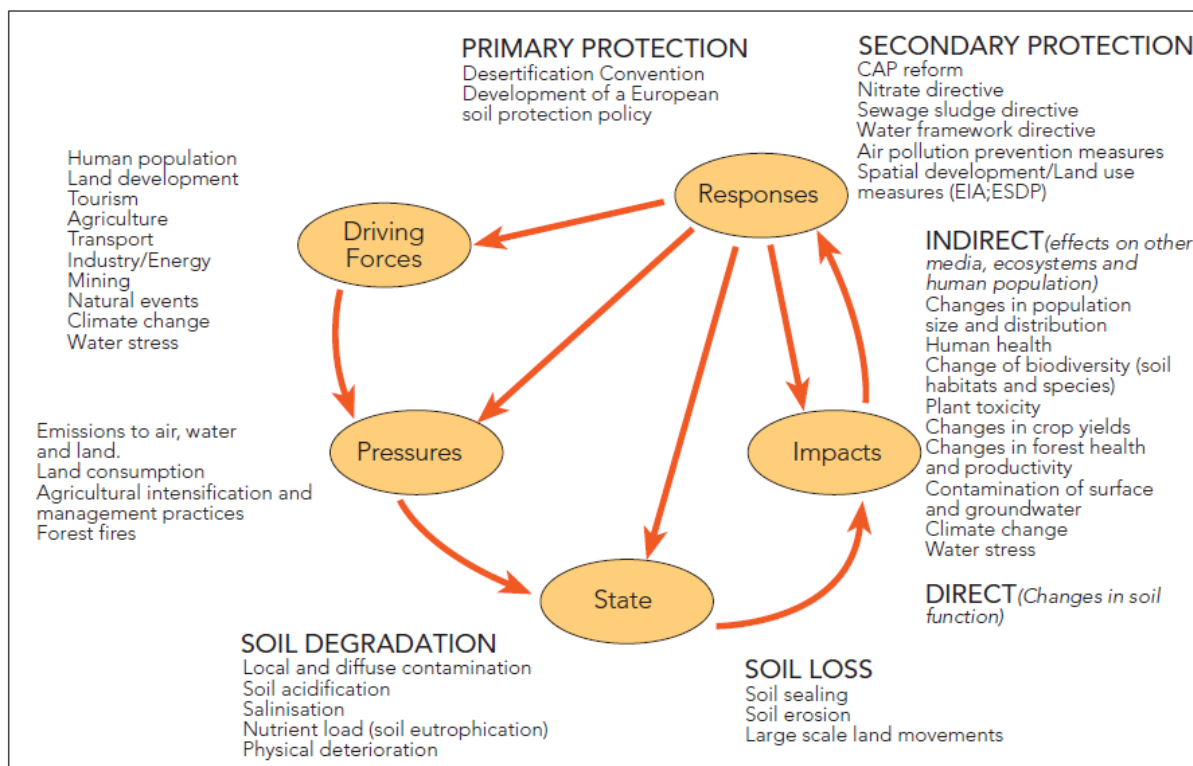 PRIMARY PROTECTION
Desertification Convention
Development of a European
soil protection policy
SECONDARY PROTECTION
CAP reform
Nitrate directive
Sewage sludge directive
Water framework directive
Air pollution prevention measures
Spatial development/Land use
measures (EIA;ESDP)
Human population
Land development
Tourism
Agriculture
Transport
Industry/Energy
Mining
Natural events
Climate change
Water stress
Driving
Forces
Responses
INDIRECT(effects on other
media, ecosystems and
human population)
Changes in population
size and distribution
Human health
Change of biodiversity (soil
habitats and species)
Plant toxicity
Changes in crop yields
Changes in forest health
and productivity
Contamination of surface
and groundwater
Climate change
Water stress
Emissions to air, water
and land.
Land consumption
Agricultural intensification and
management practices
Forest fires
Pressures
Impacts
State
DIRECT(Changes in soil
function)
SOIL DEGRADATION
Local and diffuse contamination
Soil acidification
Salinisation
Nutrient load (soil eutrophication)
Physical deterioration
SOIL LOSS
Soil sealing
Soil erosion
Large scale land movements